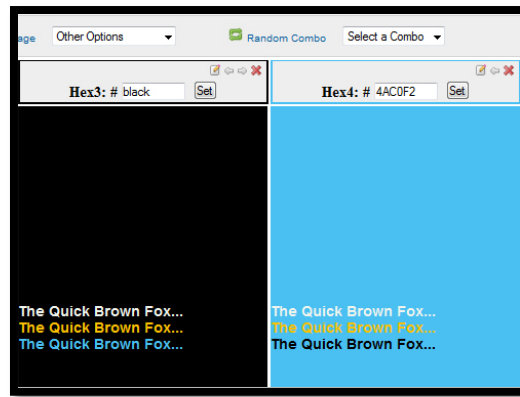 age Other Options Random Combo Select a Combo
Hex3: # black Set
Hex4: # 4AC0F2 Set
The Quick Brown Fox...
The Quick Brown Fox...
The Quick Brown Fox...
The Quick Brown Fox...
The Quick Brown Fox...
The Quick Brown Fox...